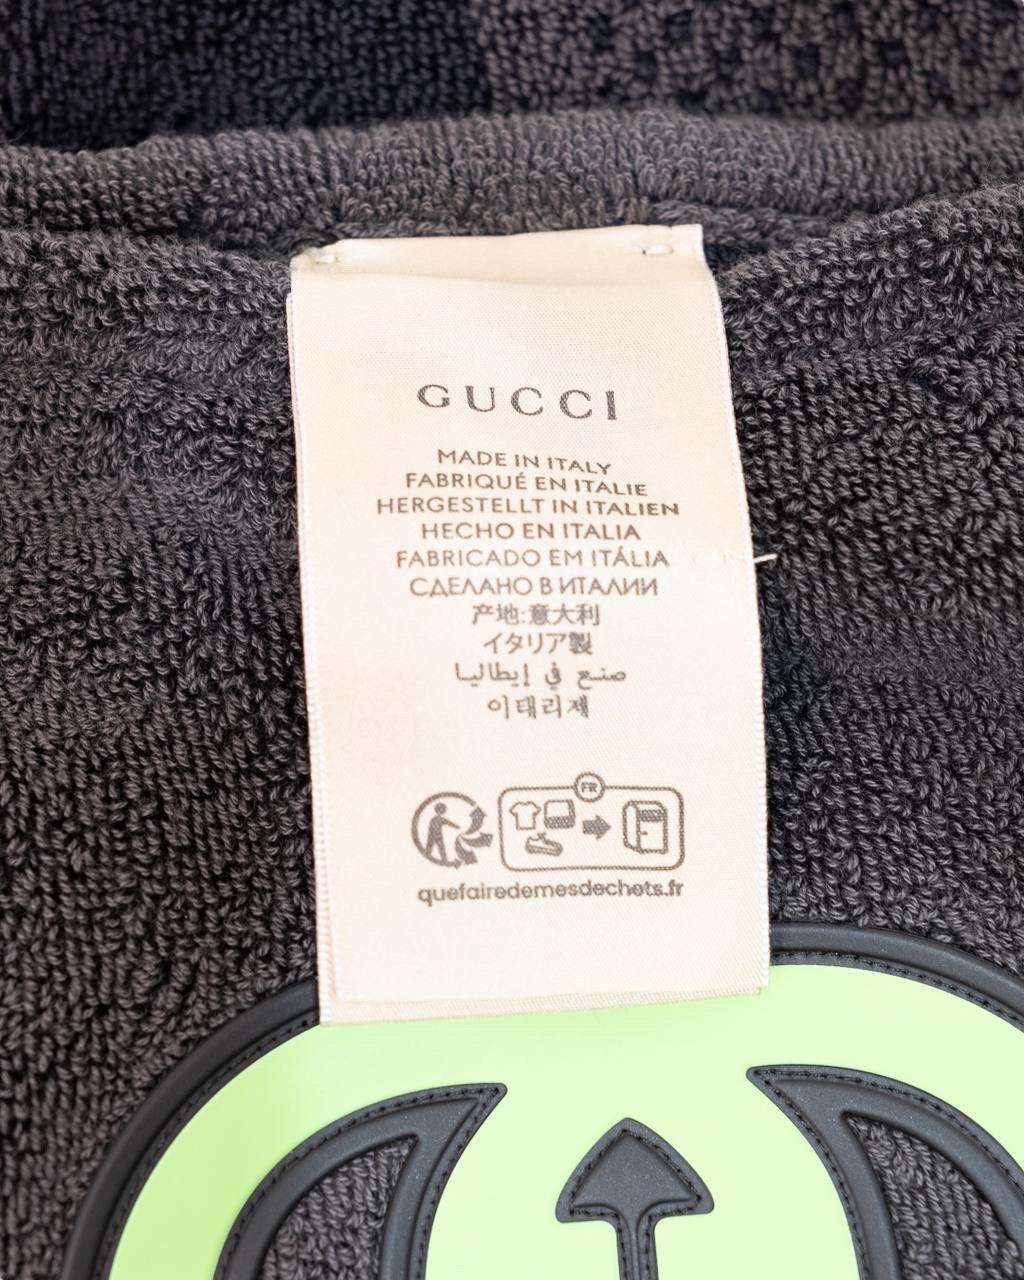 GUCCI
MADE IN ITALY
FABRIQUÉ EN ITALIE
HERGESTELLT IN ITALIEN
HECHO EN ITALIA
FABRICADO EM ITÁLIA
СДЕЛАНО В ИТАЛИИ
产地:意大利
イタリア製
صنع في إيطاليا
이태리제
FR
quefairedemesdechets.fr